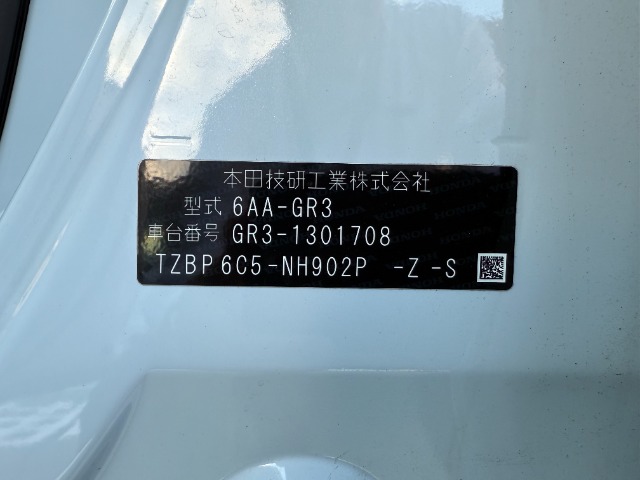 本田技研工業株式会社
型式 6AA-GR3
車台番号 GR3-1301708
TZBP6C5-NH902P -Z-S